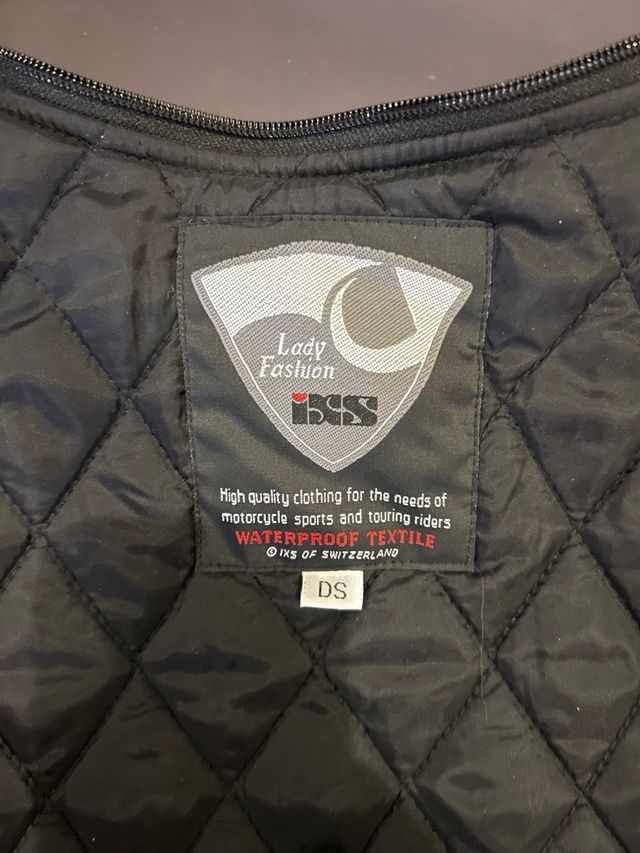 Lady
Fashion
iXS
High quality clothing for the needs of
motorcycle sports and touring riders
WATERPROOF TEXTILE
© IXS OF SWITZERLAND
DS